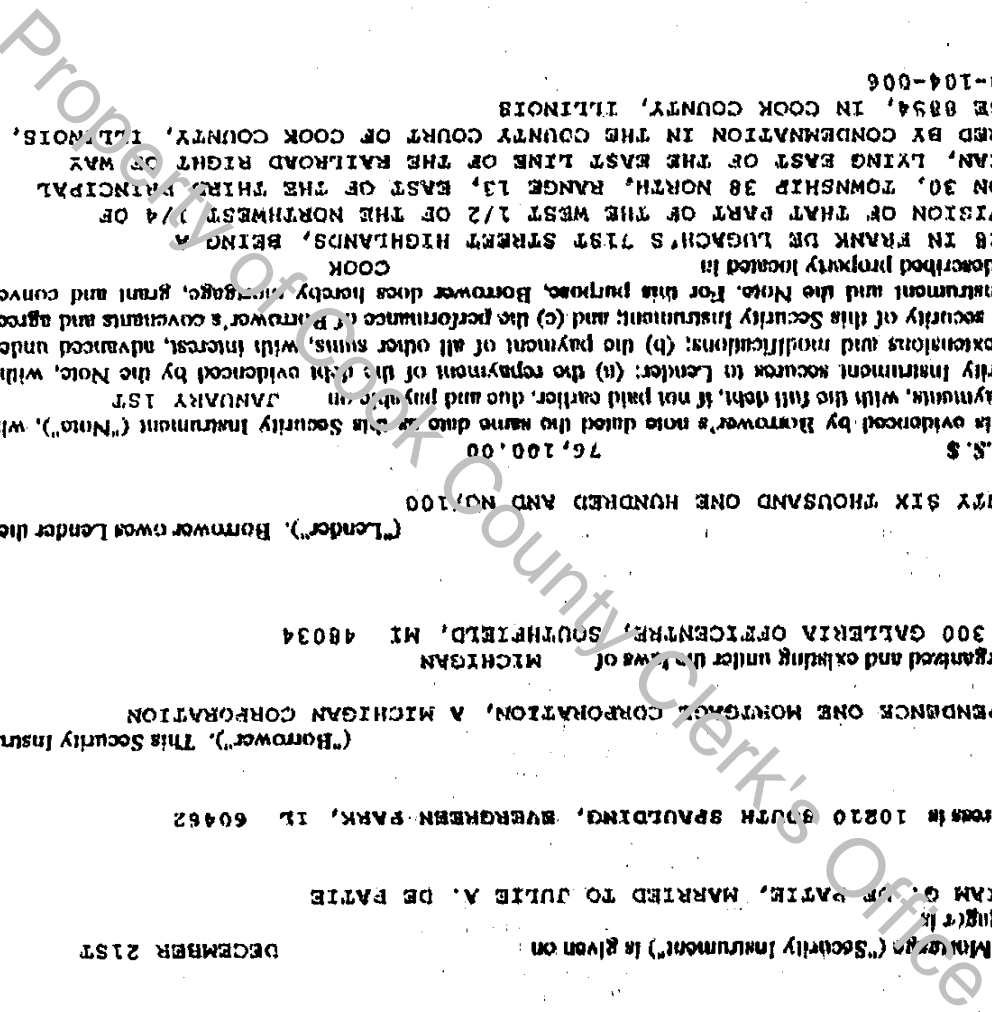 Mortgage ("Security Instrument") is given on DECEMBER 21ST
IAM G. DE PATIE, MARRIED TO JULIE A. DE PATIE
ress is 10210 SOUTH SPAULDING, EVERGREEN PARK, IL 60462
("Borrower"). This Security Instru
PENDENCE ONE MORTGAGE CORPORATION, A MICHIGAN CORPORATION
rganized and existing under the laws of MICHIGAN
300 GALLERIA OFFICENTRE, SOUTHFIELD, MI 48034
("Lender"). Borrower owes Lender the
TY SIX THOUSAND ONE HUNDRED AND NO/100
.S. $ 76,100.00
is evidenced by Borrower's note dated the same date as this Security Instrument ("Note"), wh
ayments, with the full debt, if not paid earlier, due and payable on JANUARY 1ST
rity Instrument secures to Lender: (a) the repayment of the debt evidenced by the Note, with
extensions and modifications; (b) the payment of all other sums, with interest, advanced unde
security of this Security Instrument; and (c) the performance of Borrower's covenants and agree
nstrument and the Note. For this purpose, Borrower does hereby mortgage, grant and conve
described property located in COOK
28 IN FRANK DE LUGACH'S 71ST STREET HIGHLANDS, BEING A
VISION OF THAT PART OF THE WEST 1/2 OF THE NORTHWEST 1/4 OF
ON 30, TOWNSHIP 38 NORTH, RANGE 13, EAST OF THE THIRD PRINCIPAL
IAN, LYING EAST OF THE EAST LINE OF THE RAILROAD RIGHT OF WAY
RED BY CONDEMNATION IN THE COUNTY COURT OF COOK COUNTY, ILLINOIS,
SE 8854, IN COOK COUNTY, ILLINOIS
-104-006
Property of Cook County Clerk's Office